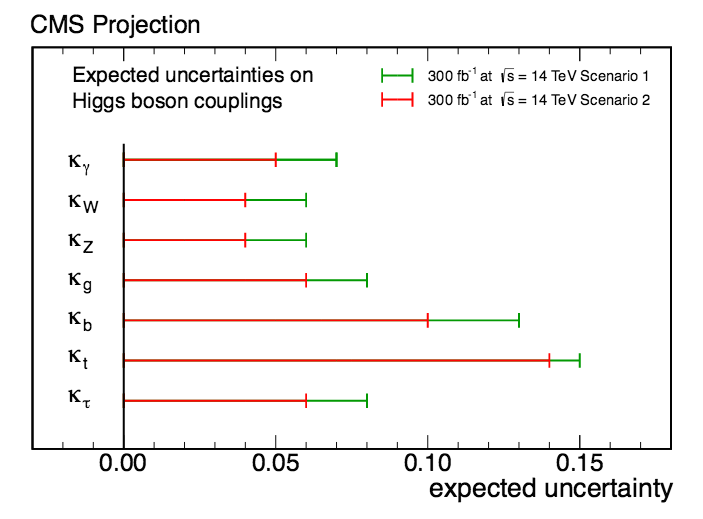 CMS Projection
Expected uncertainties on
Higgs boson couplings
300 fb⁻¹ at √s = 14 TeV Scenario 1
300 fb⁻¹ at √s = 14 TeV Scenario 2
κγ
κW
κZ
κg
κb
κt
κτ
0.00 0.05 0.10 0.15
expected uncertainty